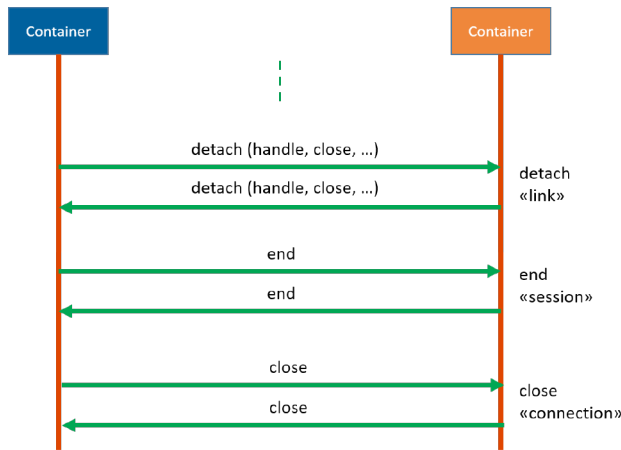 Container
Container
detach (handle, close, ...)
detach (handle, close, ...)
detach
«link»
end
end
end
«session»
close
close
close
«connection»